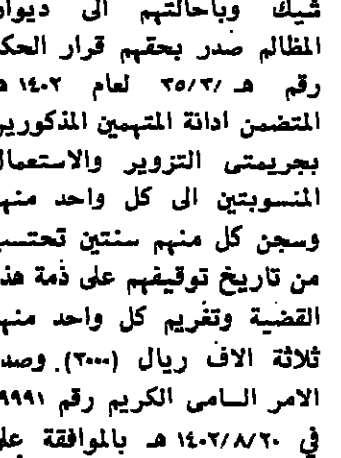 شيك وباحالتهم الى ديوان
المظالم صدر بحقهم قرار الحكم
رقم هـ /٣٥/٣ لعام ١٤٠٢ هـ
المتضمن ادانة المتهمين المذكورين
بجريمتى التزوير والاستعمال
المنسوبتين الى كل واحد منهم
وسجن كل منهم سنتين تحتسب
من تاريخ توقيفهم على ذمة هذه
القضية وتغريم كل واحد منهم
ثلاثة الاف ريال (٣٠٠٠). وصدر
الامر السامى الكريم رقم ١٩٩٩١
في ١٤٠٢/٨/٢٠ هـ بالموافقة على